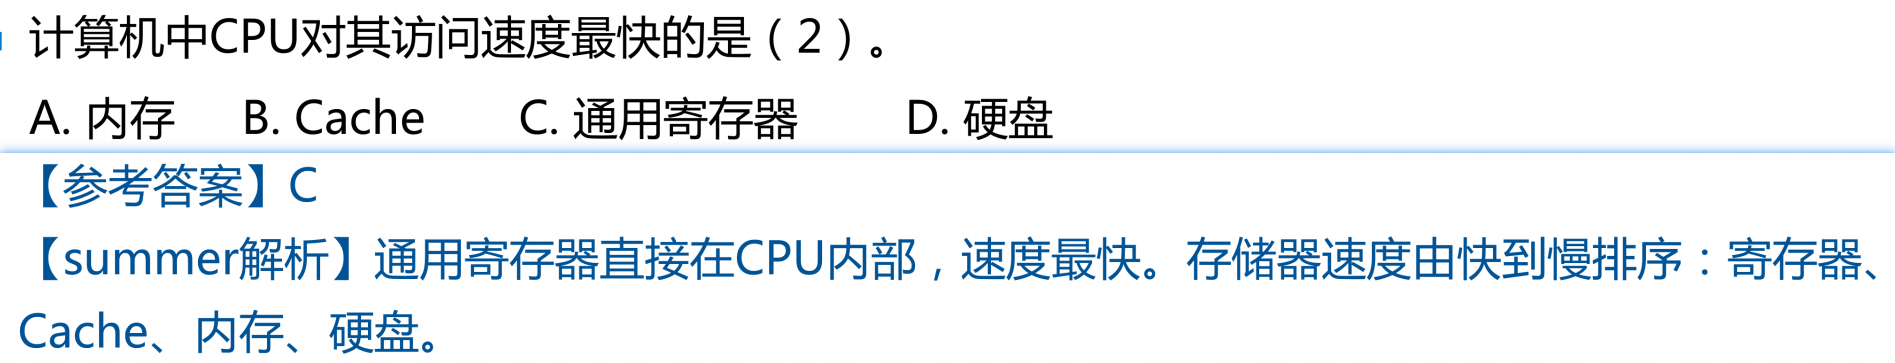 计算机中CPU对其访问速度最快的是（2）。
A. 内存 B. Cache C. 通用寄存器 D. 硬盘
【参考答案】C
【summer解析】通用寄存器直接在CPU内部，速度最快。存储器速度由快到慢排序：寄存器、
Cache、内存、硬盘。